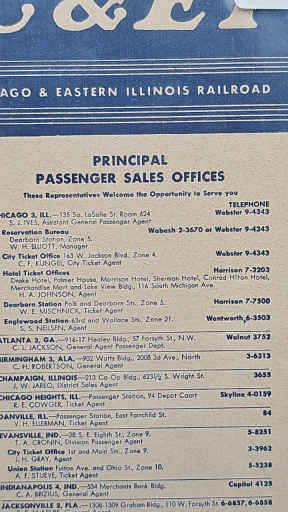 C&EI
AGO & EASTERN ILLINOIS RAILROAD
PRINCIPAL
PASSENGER SALES OFFICES
These Representatives Welcome the Opportunity to Serve you
TELEPHONE
HICAGO 3, ILL.—135 So. LaSalle St. Room 624 Webster 9-4343
S. J. IVES, Assistant General Passenger Agent
Reservation Bureau Wabash 2-3670 or Webster 9-4343
Dearborn Station, Zone 5.
W. H. ELLIOTT, Manager
City Ticket Office 163 W. Jackson Blvd., Zone 4. Webster 9-4343
C. F. KUNGEL, City Ticket Agent
Hotel Ticket Offices Harrison 7-2203
Drake Hotel, Palmer House, Morrison Hotel, Sherman Hotel, Conrad Hilton Hotel,
Merchandise Mart and Lake View Bldg., 116 South Michigan Ave.
H. A. JOHNSON, Agent
Dearborn Station Polk and Dearborn Sts., Zone 5. Harrison 7-7500
W. E. MUSCHNICK, Ticket Agent
Englewood Station 63rd and Wallace Sts., Zone 21. Wentworth 6-3503
S. S. NEILSEN, Agent
ATLANTA 3, GA.—916-17 Healey Bldg., 57 Forsyth St., N.W. Walnut 3752
C. L. JACKSON, General Agent Passenger Dept.
BIRMINGHAM 3, ALA.—902 Watts Bldg., 2008 3d Ave., North 3-6313
C. H. ROBERTSON, General Agent
CHAMPAIGN, ILLINOIS—213 Co-Op Bldg., 623½ S. Wright St. 3655
J. W. JARED, District Sales Agent
CHICAGO HEIGHTS, ILL.—Passenger Station, 94 Depot Court Skyline 4-0159
R. E. COWGER, Ticket Agent
DANVILLE, ILL.—Passenger Station, East Fairchild St. 84
V. H. ELLERMAN, Ticket Agent
EVANSVILLE, IND.—38 S. E. Eighth St., Zone 9. 5-8251
T. A. CRONIN, Division Passenger Agent
City Ticket Office 1st and Main St., Zone 9. 3-3962
J. H. GRAY, Agent
Union Station Fulton Ave. and Ohio St., Zone 10, 5-5238
A. F. STUEVE, Ticket Agent
INDIANAPOLIS 4, IND.—534 Merchants Bank Bldg. Capitol 4125
C. A. BRIZIUS, General Agent
JACKSONVILLE 2, FLA.—1308-1309 Graham Bldg., 110 W. Forsyth St. 6-6857, 6-6858